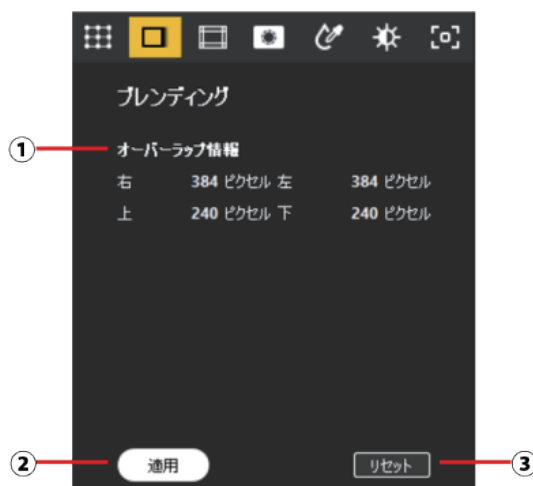 ブレンディング
① オーバーラップ情報
右 384 ピクセル 左 384 ピクセル
上 240 ピクセル 下 240 ピクセル
② 適用 リセット ③